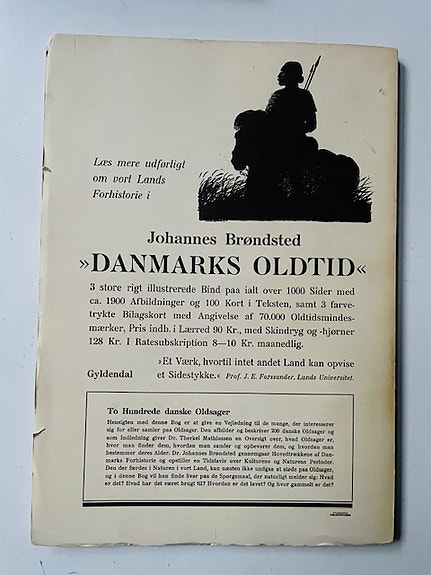 Læs mere udførligt
om vort Lands
Forhistorie i
Johannes Brøndsted
»DANMARKS OLDTID«
3 store rigt illustrerede Bind paa ialt over 1000 Sider med
ca. 1900 Afbildninger og 100 Kort i Teksten, samt 3 farve-
trykte Bilagskort med Angivelse af 70.000 Oldtidsmindes-
mærker, Pris indb. i Lærred 90 Kr., med Skindryg og -hjørner
128 Kr. I Ratesubskription 8—10 Kr. maanedlig.
»Et Værk, hvortil intet andet Land kan opvise
Gyldendal et Sidestykke.« Prof. J. E. Forssander, Lunds Universitet.
To Hundrede danske Oldsager
Hensigten med denne Bog er at give en Vejledning til de mange, der interesserer
sig for eller samler paa Oldsager. Den afbilder og beskriver 200 danske Oldsager og
som Indledning giver Dr. Therkel Mathiassen en Oversigt over, hvad Oldsager er,
hvor man finder dem, hvordan man samler og opbevarer dem, og hvordan man
bestemmer deres Alder. Dr. Johannes Brøndsted gennemgaar Hovedtrækkene af Dan-
marks Forhistorie og opstiller en Tidstavle over Kulturens og Naturens Perioder.
Den der færdes i Naturen i vort Land, kan næsten ikke undgaa at støde paa Oldsager,
og i denne Bog vil han finde Svar paa de Spørgsmaal, der naturligt melder sig: Hvad
er det? Hvad har det været brugt til? Hvordan er det lavet? Og hvor gammelt er det?